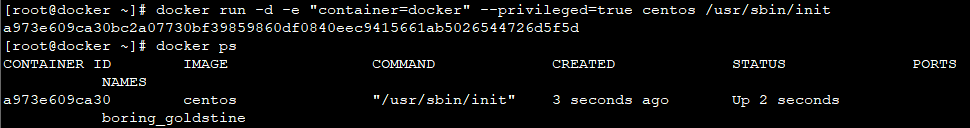 [root@docker ~]# docker run -d -e "container=docker" --privileged=true centos /usr/sbin/init
a973e609ca30bc2a07730bf39859860df0840eec9415661ab5026544726d5f5d
[root@docker ~]# docker ps
CONTAINER ID        IMAGE               COMMAND             CREATED             STATUS              PORTS
           NAMES
a973e609ca30        centos              "/usr/sbin/init"    3 seconds ago       Up 2 seconds
           boring_goldstine